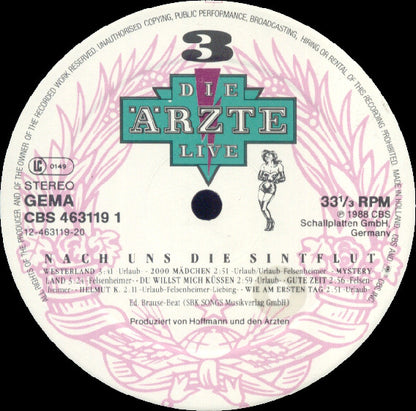 ALL RIGHTS OF THE PRODUCER AND OF THE OWNER OF THE RECORDED WORK RESERVED. UNAUTHORISED COPYING, PUBLIC PERFORMANCE, BROADCASTING, HIRING OR RENTAL OF THIS RECORDING PROHIBITED. MADE IN HOLLAND.
3
DIE
ÄRZTE
LIVE
LC 0149
STEREO
GEMA
CBS 463119 1
12-463119-20
33 1/3 RPM
℗ 1988 CBS
Schallplatten GmbH,
Germany
NACH UNS DIE SINTFLUT
WESTERLAND 3:41 -Urlaub- · 2000 MÄDCHEN 2:51 -Urlaub/Urlaub-Felsenheimer- · MYSTERY
LAND 3:24 -Felsenheimer- · DU WILLST MICH KÜSSEN 2:59 -Urlaub- · GUTE ZEIT 2:56 -Felsen-
heimer- · HELMUT K. 2:11 -Urlaub-Felsenheimer-Liebing- · WIE AM ERSTEN TAG 2:51 -Urlaub-
Ed. Brause-Beat (SBK SONGS Musikverlag GmbH)
Produziert von Hoffmann und den Ärzten